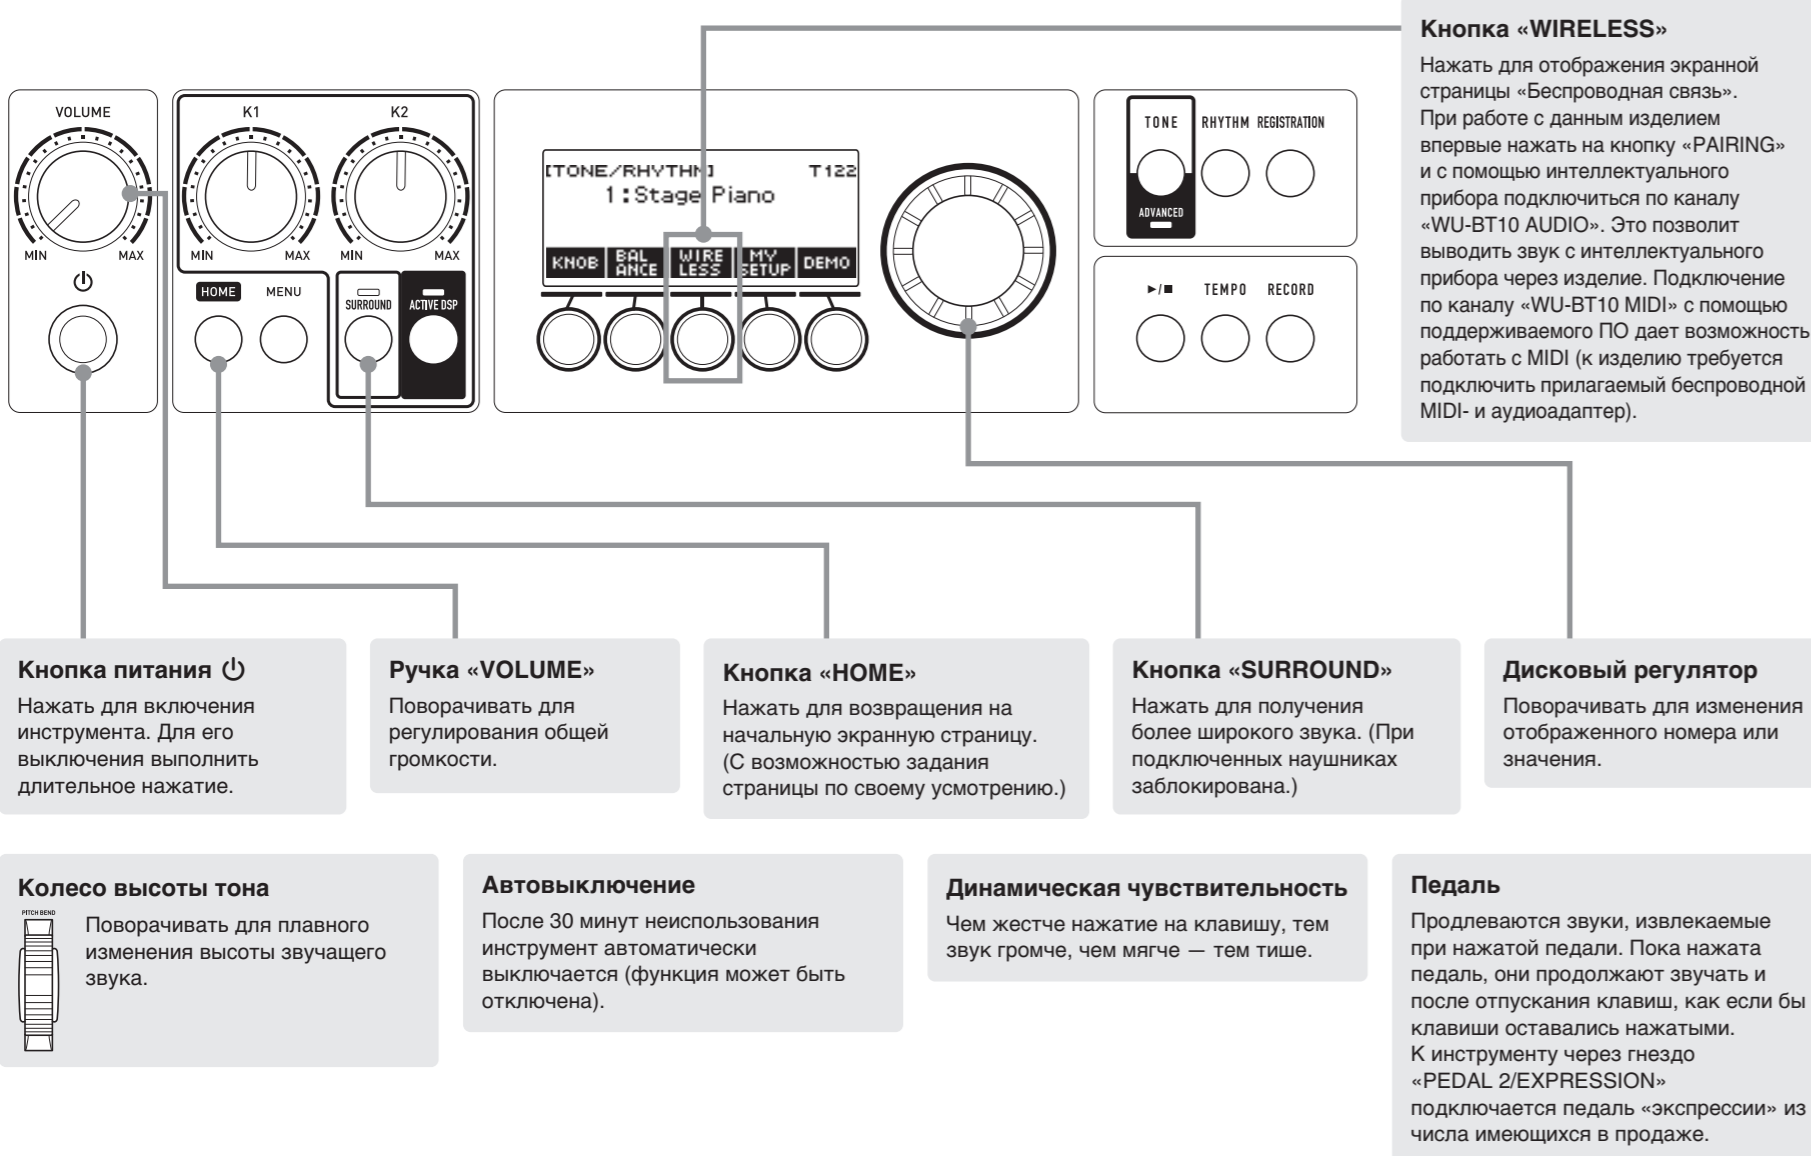 Кнопка «WIRELESS»
Нажать для отображения экранной
страницы «Беспроводная связь».
При работе с данным изделием
впервые нажать на кнопку «PAIRING»
и с помощью интеллектуального
прибора подключиться по каналу
«WU-BT10 AUDIO». Это позволит
выводить звук с интеллектуального
прибора через изделие. Подключение
по каналу «WU-BT10 MIDI» с помощью
поддерживаемого ПО дает возможность
работать с MIDI (к изделию требуется
подключить прилагаемый беспроводной
MIDI- и аудиоадаптер).
VOLUME
MIN MAX
K1 K2
MIN MAX MIN MAX
HOME MENU SURROUND ACTIVE DSP
[TONE/RHYTHM] T122
1:Stage Piano
KNOB BAL WIRE MY DEMO
ANCE LESS SETUP
TONE RHYTHM REGISTRATION
ADVANCED
►/■ TEMPO RECORD
Кнопка питания ⏻
Нажать для включения
инструмента. Для его
выключения выполнить
длительное нажатие.
Ручка «VOLUME»
Поворачивать для
регулирования общей
громкости.
Кнопка «HOME»
Нажать для возвращения на
начальную экранную страницу.
(С возможностью задания
страницы по своему усмотрению.)
Кнопка «SURROUND»
Нажать для получения
более широкого звука. (При
подключенных наушниках
заблокирована.)
Дисковый регулятор
Поворачивать для изменения
отображенного номера или
значения.
Колесо высоты тона
PITCH BEND
Поворачивать для плавного
изменения высоты звучащего
звука.
Автовыключение
После 30 минут неиспользования
инструмент автоматически
выключается (функция может быть
отключена).
Динамическая чувствительность
Чем жестче нажатие на клавишу, тем
звук громче, чем мягче — тем тише.
Педаль
Продлеваются звуки, извлекаемые
при нажатой педали. Пока нажата
педаль, они продолжают звучать и
после отпускания клавиш, как если бы
клавиши оставались нажатыми.
К инструменту через гнездо
«PEDAL 2/EXPRESSION»
подключается педаль «экспрессии» из
числа имеющихся в продаже.